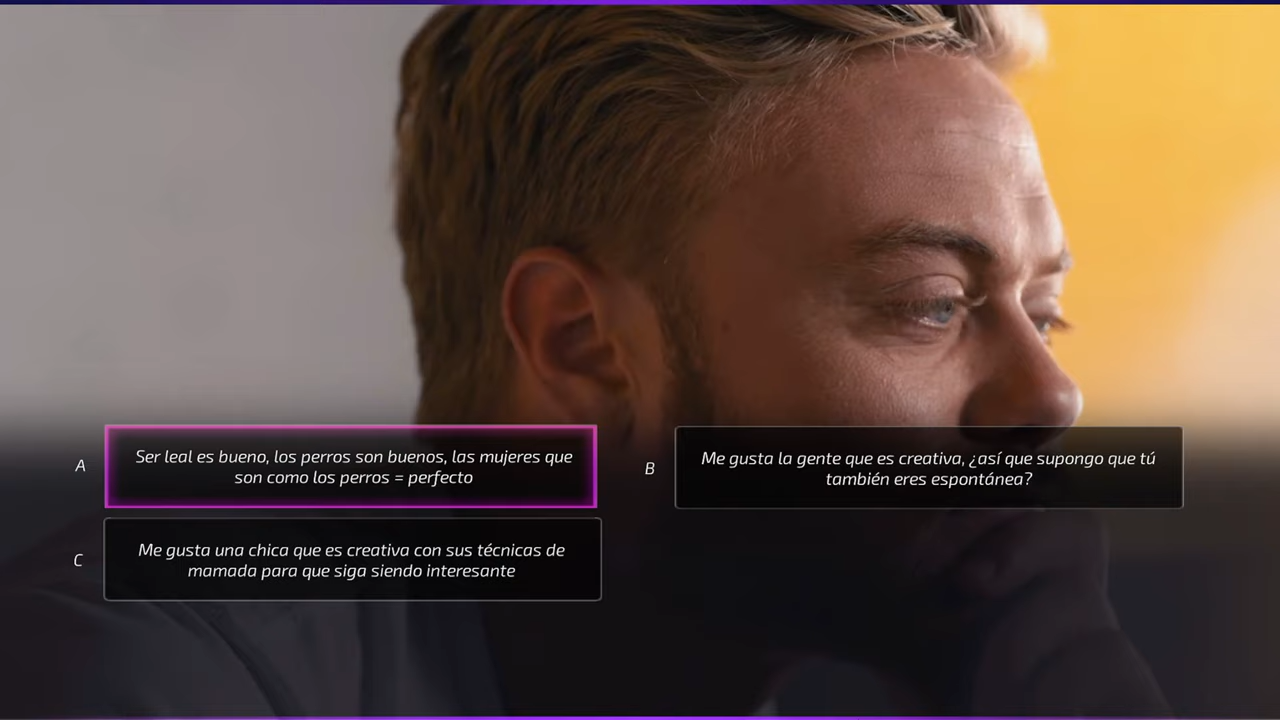 A
Ser leal es bueno, los perros son buenos, las mujeres que
son como los perros = perfecto
B
Me gusta la gente que es creativa, ¿así que supongo que tú
también eres espontánea?
C
Me gusta una chica que es creativa con sus técnicas de
mamada para que siga siendo interesante